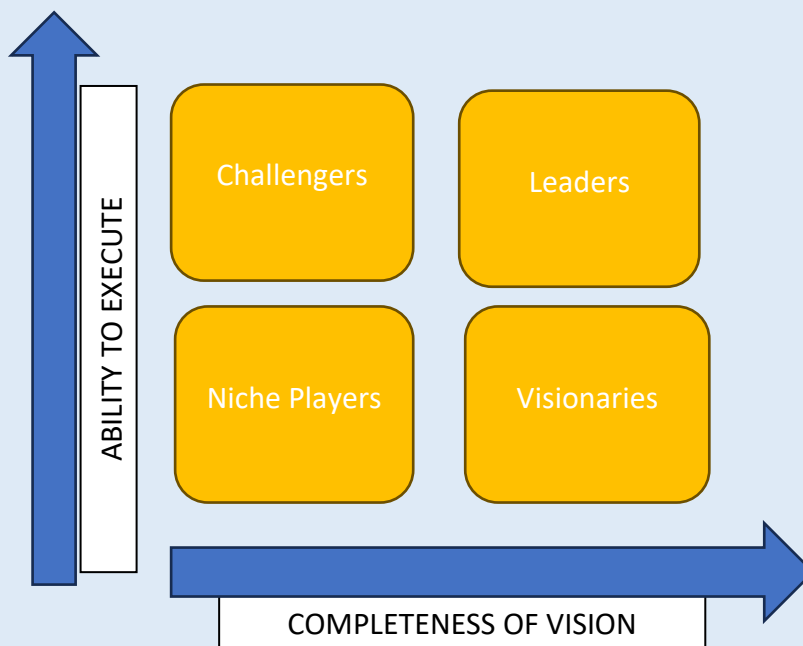 Challengers
Leaders
ABILITY TO EXECUTE
Niche Players
Visionaries
COMPLETENESS OF VISION